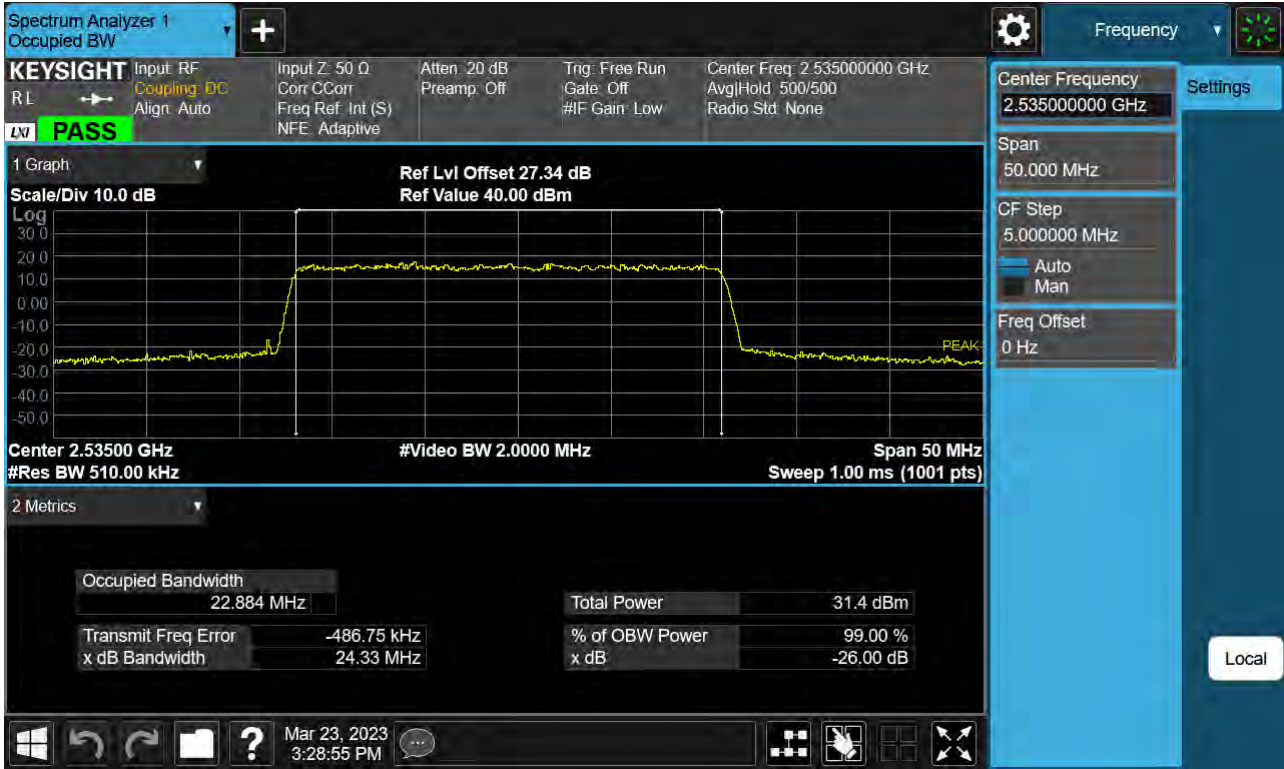 Spectrum Analyzer 1
Occupied BW
+
Frequency
KEYSIGHT
RL
LXI
PASS
Input: RF
Coupling: DC
Align: Auto
Input Z: 50 Ω
Corr CCorr
Freq Ref: Int (S)
NFE: Adaptive
Atten: 20 dB
Preamp: Off
Trig: Free Run
Gate: Off
#IF Gain: Low
Center Freq: 2.535000000 GHz
Avg|Hold: 500/500
Radio Std: None
1 Graph
Scale/Div 10.0 dB
Ref Lvl Offset 27.34 dB
Ref Value 40.00 dBm
Log
30.0
20.0
10.0
0.00
-10.0
-20.0
-30.0
-40.0
-50.0
PEAK
Center 2.53500 GHz
#Video BW 2.0000 MHz
Span 50 MHz
#Res BW 510.00 kHz
Sweep 1.00 ms (1001 pts)
2 Metrics
Occupied Bandwidth
22.884 MHz
Total Power 31.4 dBm
Transmit Freq Error -486.75 kHz
% of OBW Power 99.00 %
x dB Bandwidth 24.33 MHz
x dB -26.00 dB
Center Frequency
2.535000000 GHz
Settings
Span
50.000 MHz
CF Step
5.000000 MHz
Auto
Man
Freq Offset
0 Hz
Local
?
Mar 23, 2023
3:28:55 PM